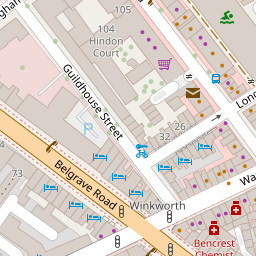 105
104
Hindon
Court
Guildhouse Street
Belgrave Road
26
32
73
Winkworth
Bencrest
Chemist